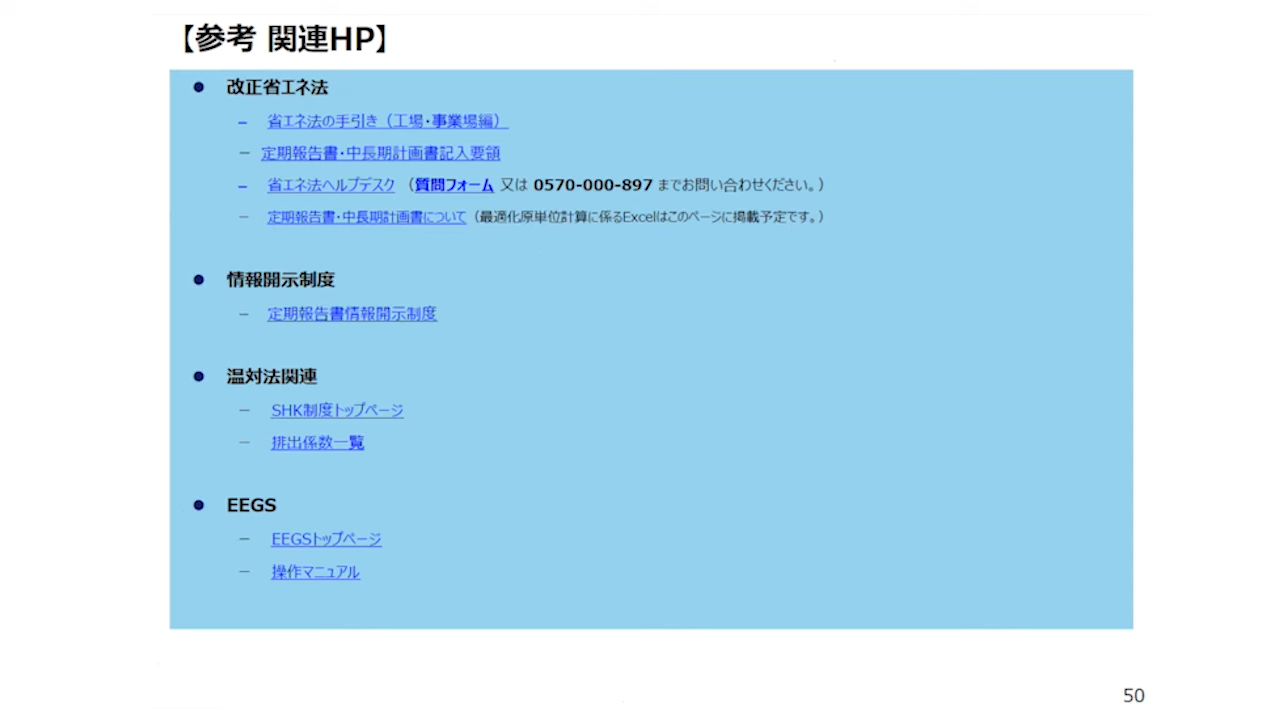 【参考 関連HP】
● 改正省エネ法
– 省エネ法の手引き（工場・事業場編）
– 定期報告書・中長期計画書記入要領
– 省エネ法ヘルプデスク （質問フォーム 又は 0570-000-897 までお問い合わせください。）
– 定期報告書・中長期計画書について（最適化原単位計算に係るExcelはこのページに掲載予定です。）
● 情報開示制度
– 定期報告書情報開示制度
● 温対法関連
– SHK制度トップページ
– 排出係数一覧
● EEGS
– EEGSトップページ
– 操作マニュアル
50